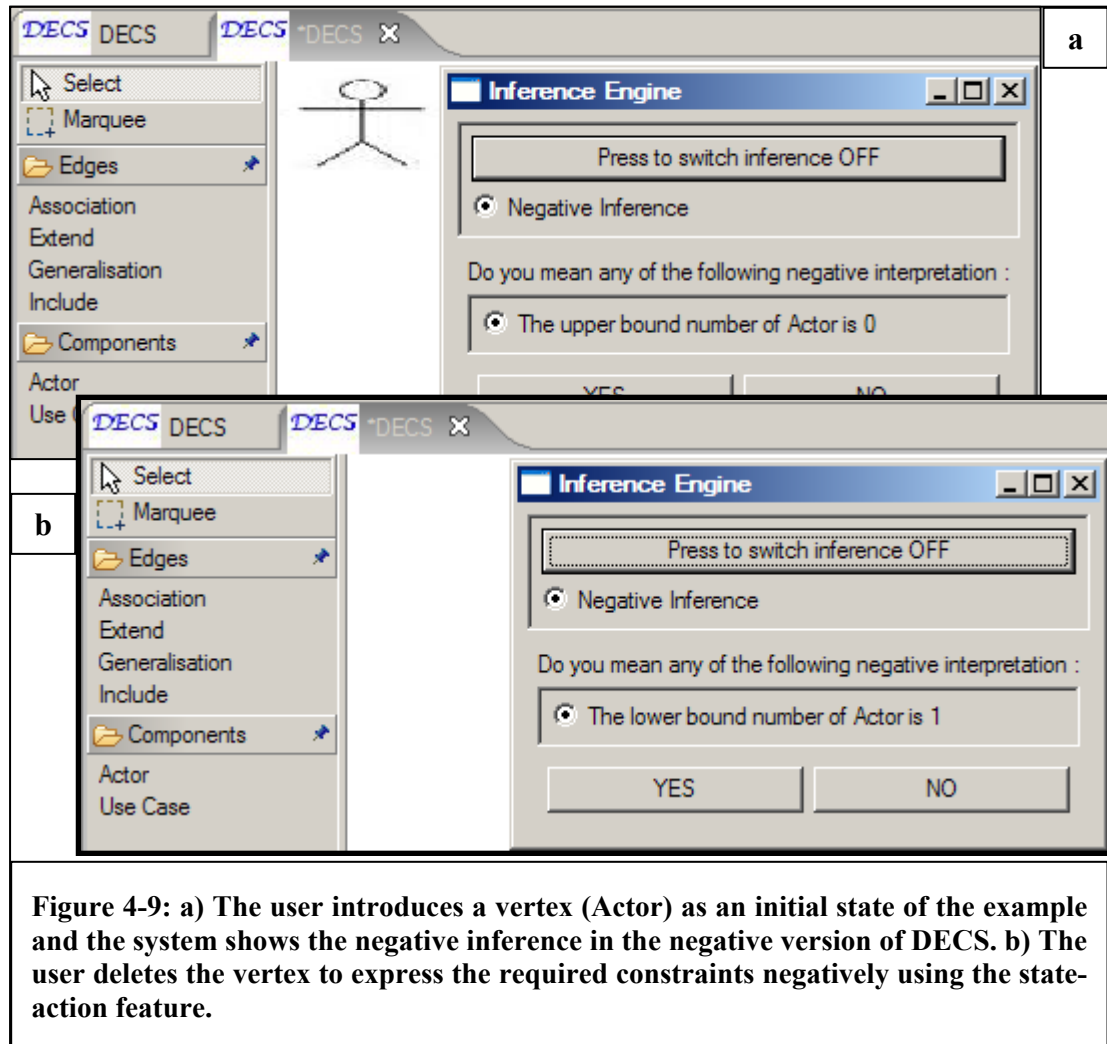 DECS DECS DECS *DECS
a
Select
Marquee
Edges
Association
Extend
Generalisation
Include
Components
Actor
Use
Inference Engine
Press to switch inference OFF
Negative Inference
Do you mean any of the following negative interpretation :
The upper bound number of Actor is 0
YES NO
b
DECS DECS DECS *DECS
Select
Marquee
Edges
Association
Extend
Generalisation
Include
Components
Actor
Use Case
Inference Engine
Press to switch inference OFF
Negative Inference
Do you mean any of the following negative interpretation :
The lower bound number of Actor is 1
YES NO
Figure 4-9: a) The user introduces a vertex (Actor) as an initial state of the example
and the system shows the negative inference in the negative version of DECS. b) The
user deletes the vertex to express the required constraints negatively using the state-
action feature.